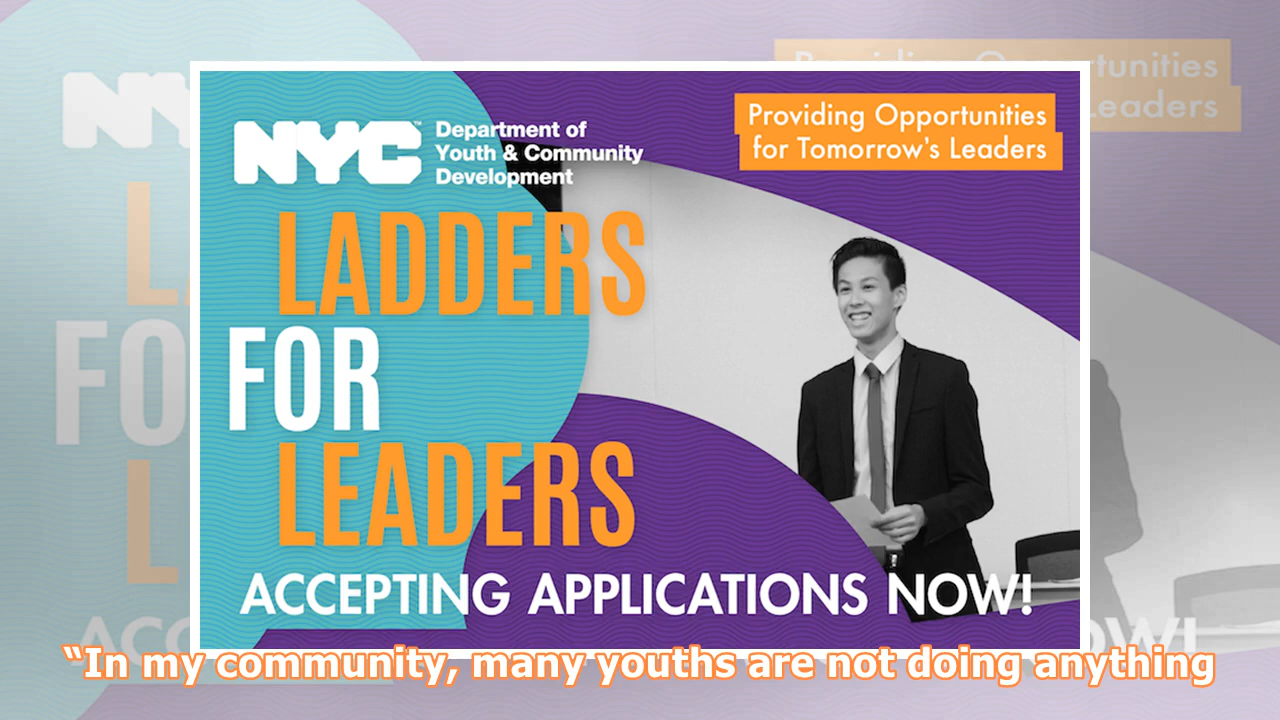 NYC™
Department of
Youth & Community
Development
Providing Opportunities
for Tomorrow's Leaders
LADDERS
FOR
LEADERS
ACCEPTING APPLICATIONS NOW!
“In my community, many youths are not doing anything